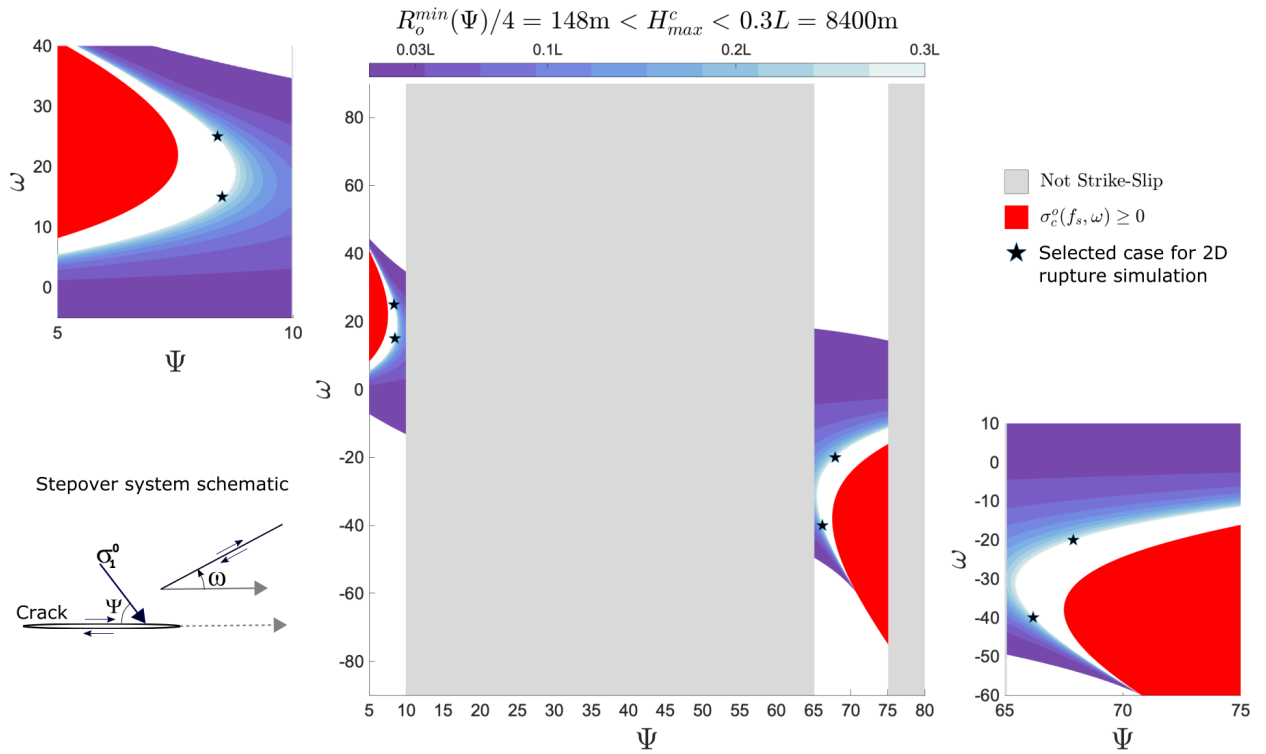 R_o^{min}(Ψ)/4 = 148m < H_{max}^c < 0.3L = 8400m
0.03L 0.1L 0.2L 0.3L
40
30
20
10
0
ω
5 10
Ψ
80
60
40
20
0
-20
-40
-60
-80
ω
5 10 15 20 25 30 35 40 45 50 55 60 65 70 75 80
Ψ
Not Strike-Slip
σ_c^o(f_s, ω) ≥ 0
Selected case for 2D
rupture simulation
Stepover system schematic
σ_1^0
ω
Ψ
Crack
10
0
-10
-20
-30
-40
-50
-60
ω
65 70 75
Ψ